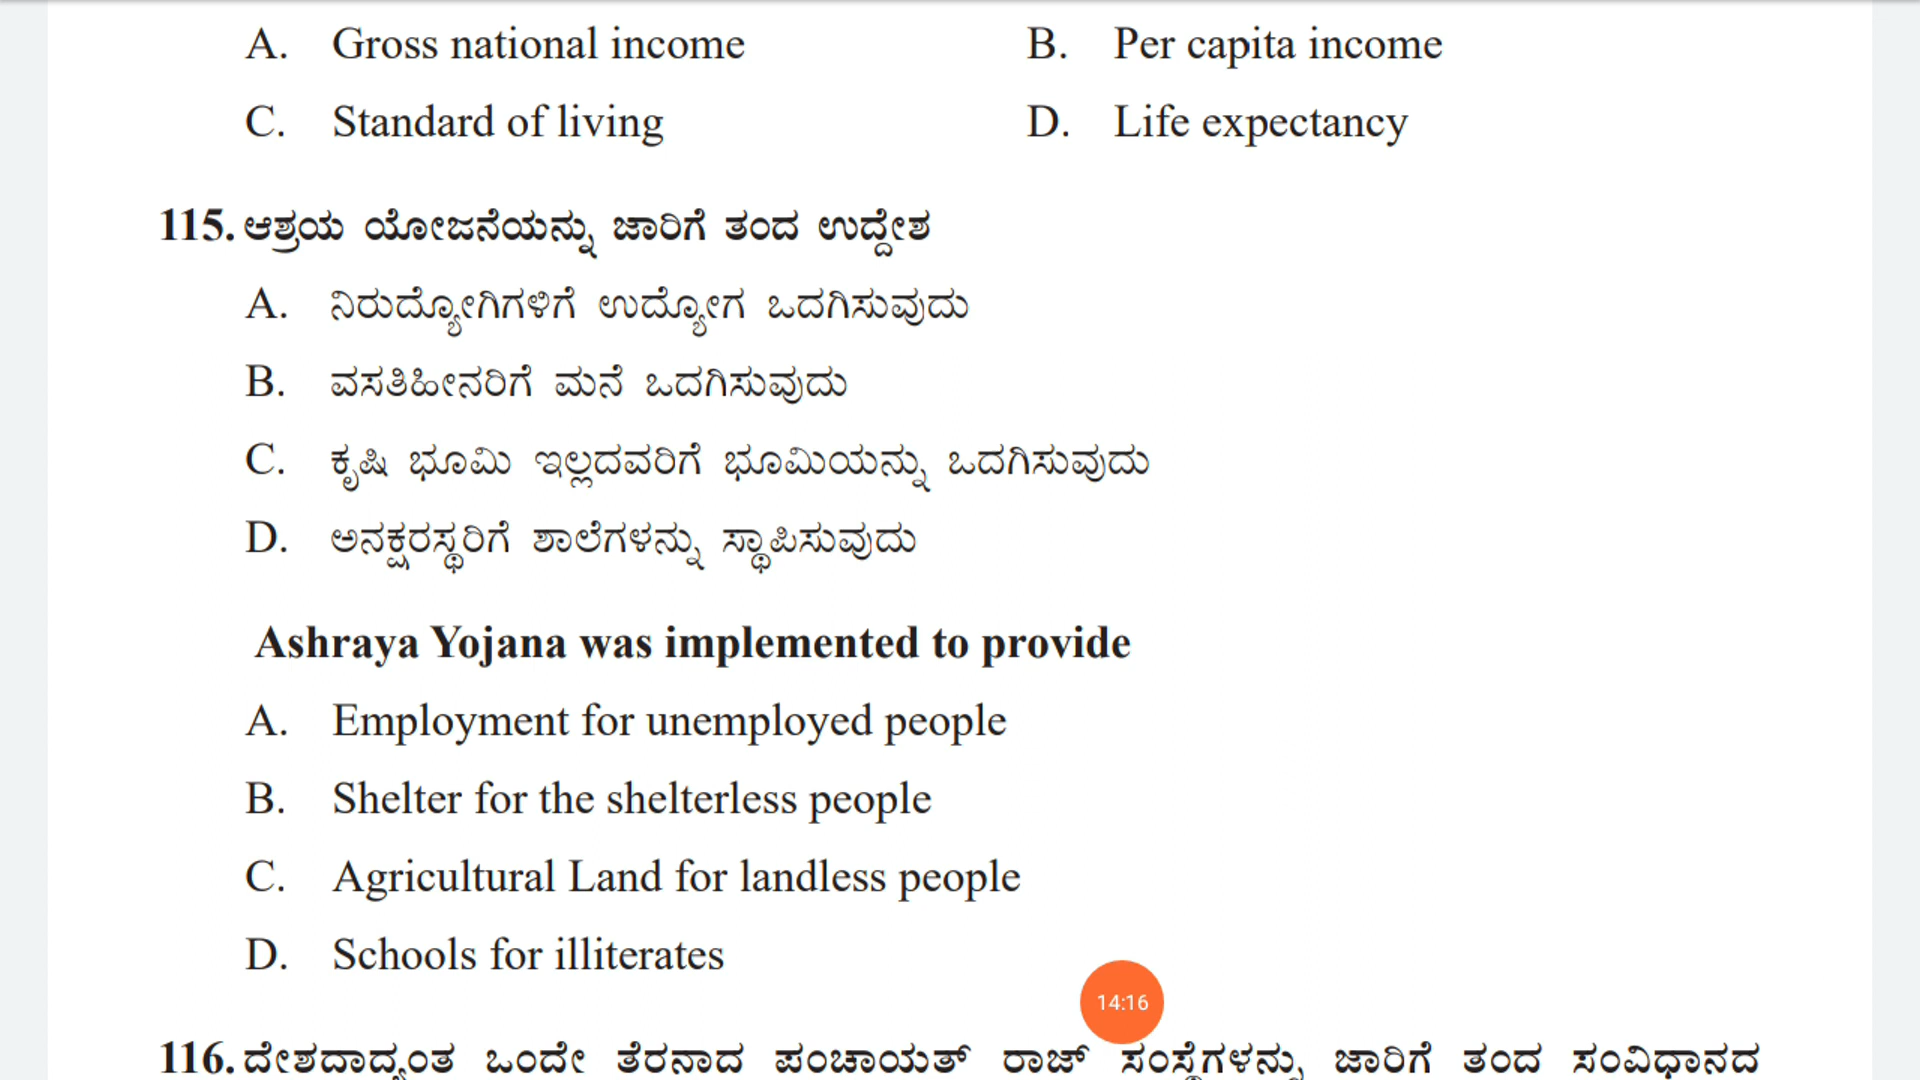 A. Gross national income B. Per capita income
C. Standard of living D. Life expectancy
115. ಆಶ್ರಯ ಯೋಜನೆಯನ್ನು ಜಾರಿಗೆ ತಂದ ಉದ್ದೇಶ
A. ನಿರುದ್ಯೋಗಿಗಳಿಗೆ ಉದ್ಯೋಗ ಒದಗಿಸುವುದು
B. ವಸತಿಹೀನರಿಗೆ ಮನೆ ಒದಗಿಸುವುದು
C. ಕೃಷಿ ಭೂಮಿ ಇಲ್ಲದವರಿಗೆ ಭೂಮಿಯನ್ನು ಒದಗಿಸುವುದು
D. ಅನಕ್ಷರಸ್ಥರಿಗೆ ಶಾಲೆಗಳನ್ನು ಸ್ಥಾಪಿಸುವುದು
Ashraya Yojana was implemented to provide
A. Employment for unemployed people
B. Shelter for the shelterless people
C. Agricultural Land for landless people
D. Schools for illiterates
14:16
116. ದೇಶದಾದ್ಯಂತ ಒಂದೇ ತೆರನಾದ ಪಂಚಾಯತ್ ರಾಜ್ ಸಂಸ್ಥೆಗಳನ್ನು ಜಾರಿಗೆ ತಂದ ಸಂವಿಧಾನದ